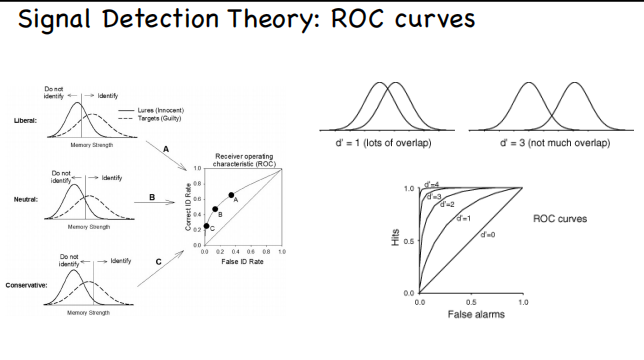 Signal Detection Theory: ROC curves
Do not identify ← → Identify
Liberal:
Lures (Innocent)
Targets (Guilty)
Memory Strength
A
Do not identify ← → Identify
Neutral:
Memory Strength
B
Do not identify ← → Identify
Conservative:
Memory Strength
C
Receiver operating
characteristic (ROC)
Correct ID Rate
1.0
0.8
0.6
0.4
0.2
0.0
A
B
C
0.0 0.2 0.4 0.6 0.8 1.0
False ID Rate
d' = 1 (lots of overlap)
d' = 3 (not much overlap)
Hits
1.0
0.5
0.0
d'=4
d'=3
d'=2
d'=1
d'=0
ROC curves
0.0 0.5 1.0
False alarms